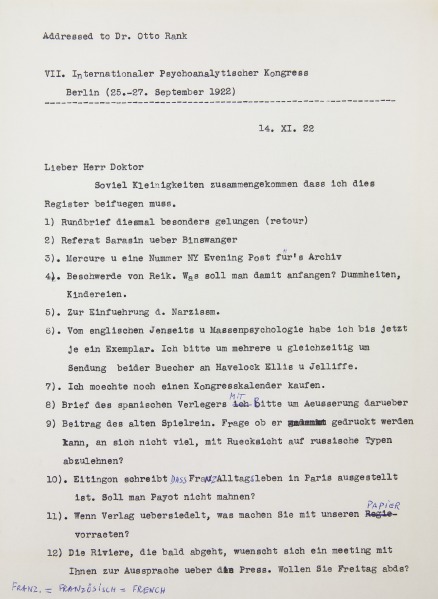 Addressed to Dr. Otto Rank
VII. Internationaler Psychoanalytischer Kongress
Berlin (25.-27. September 1922)
14. XI. 22
Lieber Herr Doktor
Soviel Kleinigkeiten zusammengekommen dass ich dies
Register beifuegen muss.
1) Rundbrief diesmal besonders gelungen (retour)
2) Referat Sarasin ueber Binswanger
3). Mercure u eine Nummer NY Evening Post für's Archiv
4). Beschwerde von Reik. Was soll man damit anfangen? Dummheiten,
Kindereien.
5). Zur Einfuehrung d. Narzissm.
6). Vom englischen Jenseits u Massenpsychologie habe ich bis jetzt
je ein Exemplar. Ich bitte um mehrere u gleichzeitig um
Sendung beider Buecher an Havelock Ellis u Jelliffe.
7). Ich moechte noch einen Kongresskalender kaufen.
8) Brief des spanischen Verlegers ich MIT Bitte um Aeusserung darueber
9) Beitrag des alten Spielrein. Frage ob er gedruckt werden
kann, an sich nicht viel, mit Ruecksicht auf russische Typen
abzulehnen?
10). Eitingon schreibt DASS FraNZ Alltagsleben in Paris ausgestellt
ist. Soll man Payot nicht mahnen?
11). Wenn Verlag uebersiedelt, was machen Sie mit unseren Regie- PAPIER
vorraeten?
12) Die Riviere, die bald abgeht, wuenscht sich ein meeting mit
Ihnen zur Aussprache ueber die Press. Wollen Sie Freitag abds?
FRANZ. = FRANZÖSISCH = FRENCH